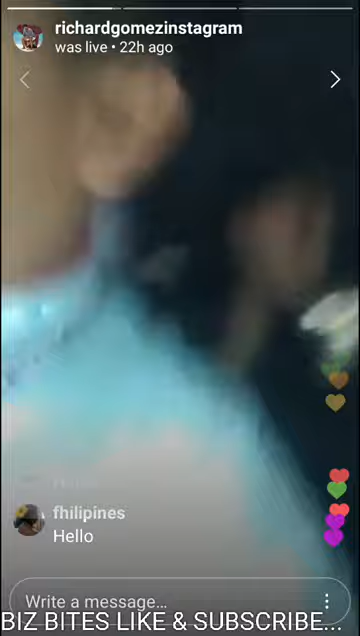 richardgomezinstagram
was live • 22h ago
fhilipines
Hello
Write a message...
BIZ BITES LIKE & SUBSCRIBE...